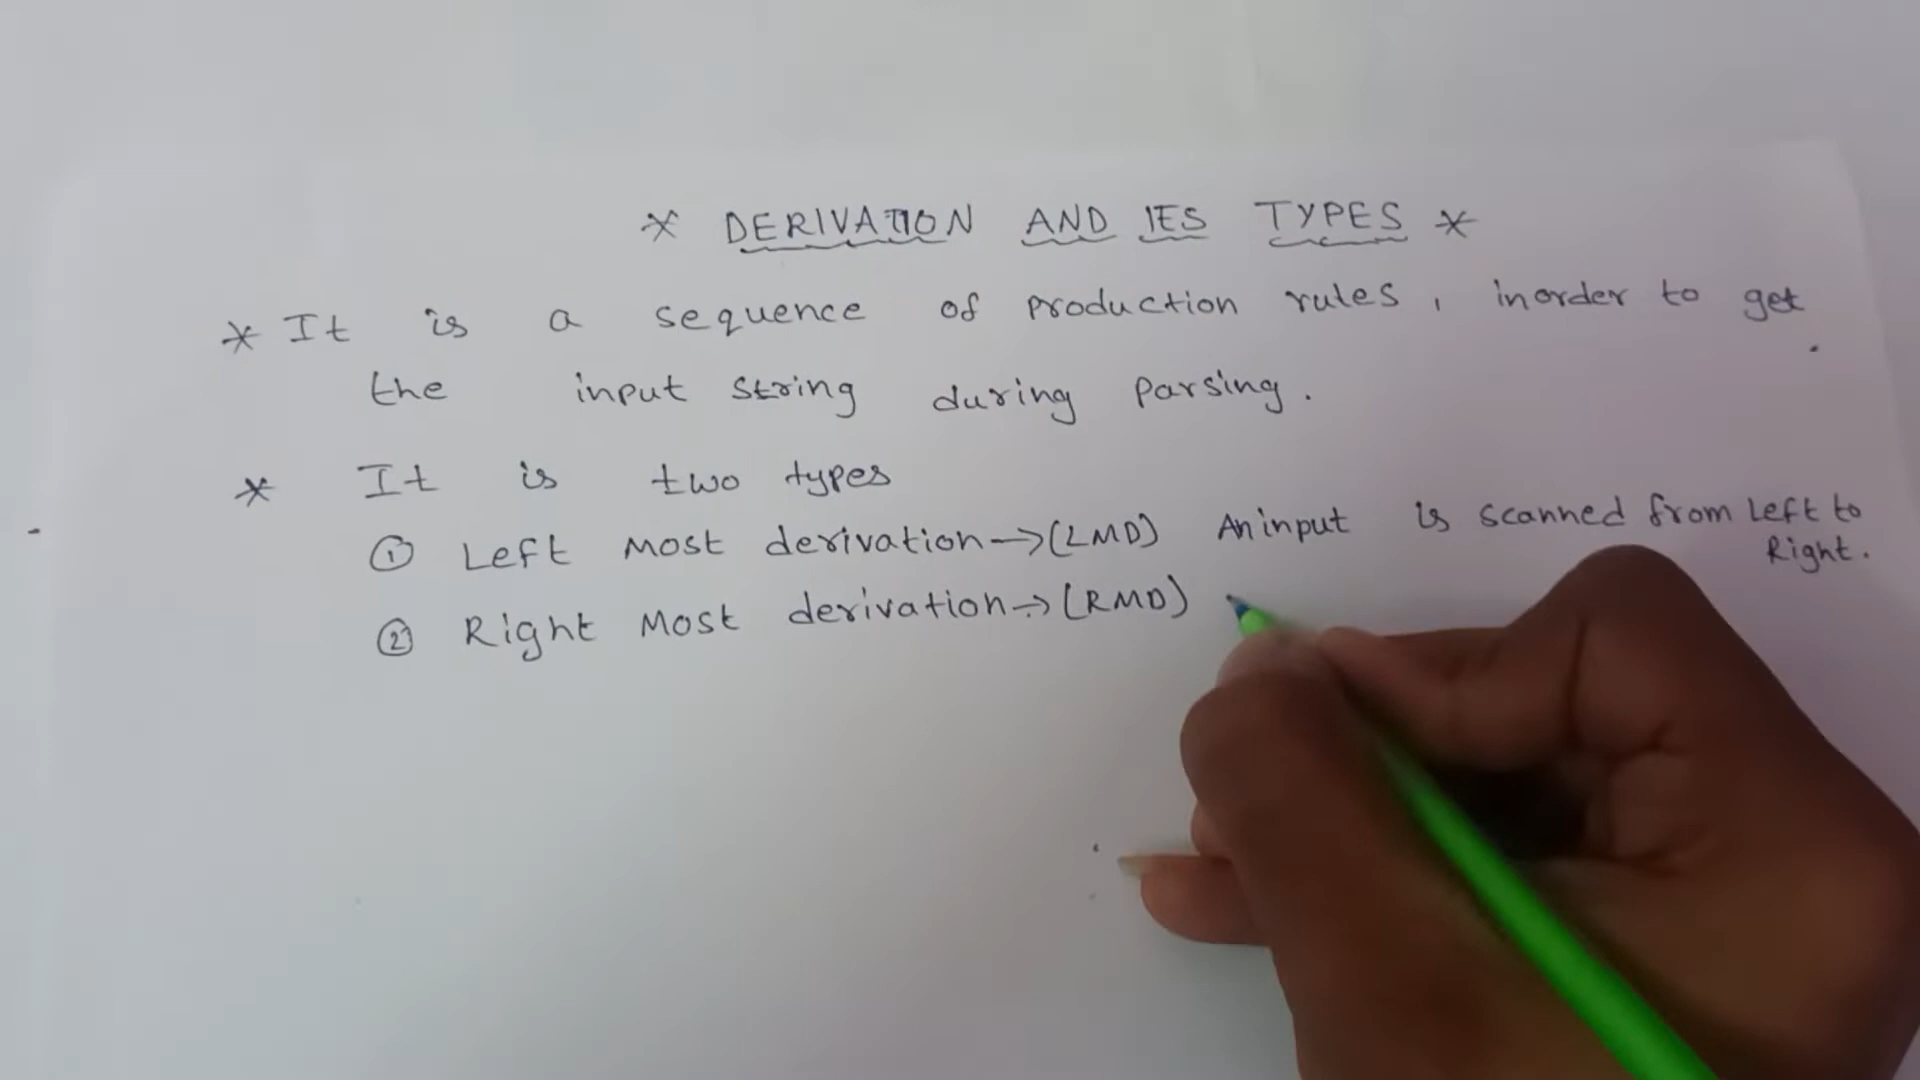 * DERIVATION AND ITS TYPES *
* It is a sequence of production rules, inorder to get
the input string during parsing.
* It is two types
① Left most derivation → (LMD) An input is scanned from left to
Right.
② Right most derivation → (RMD)